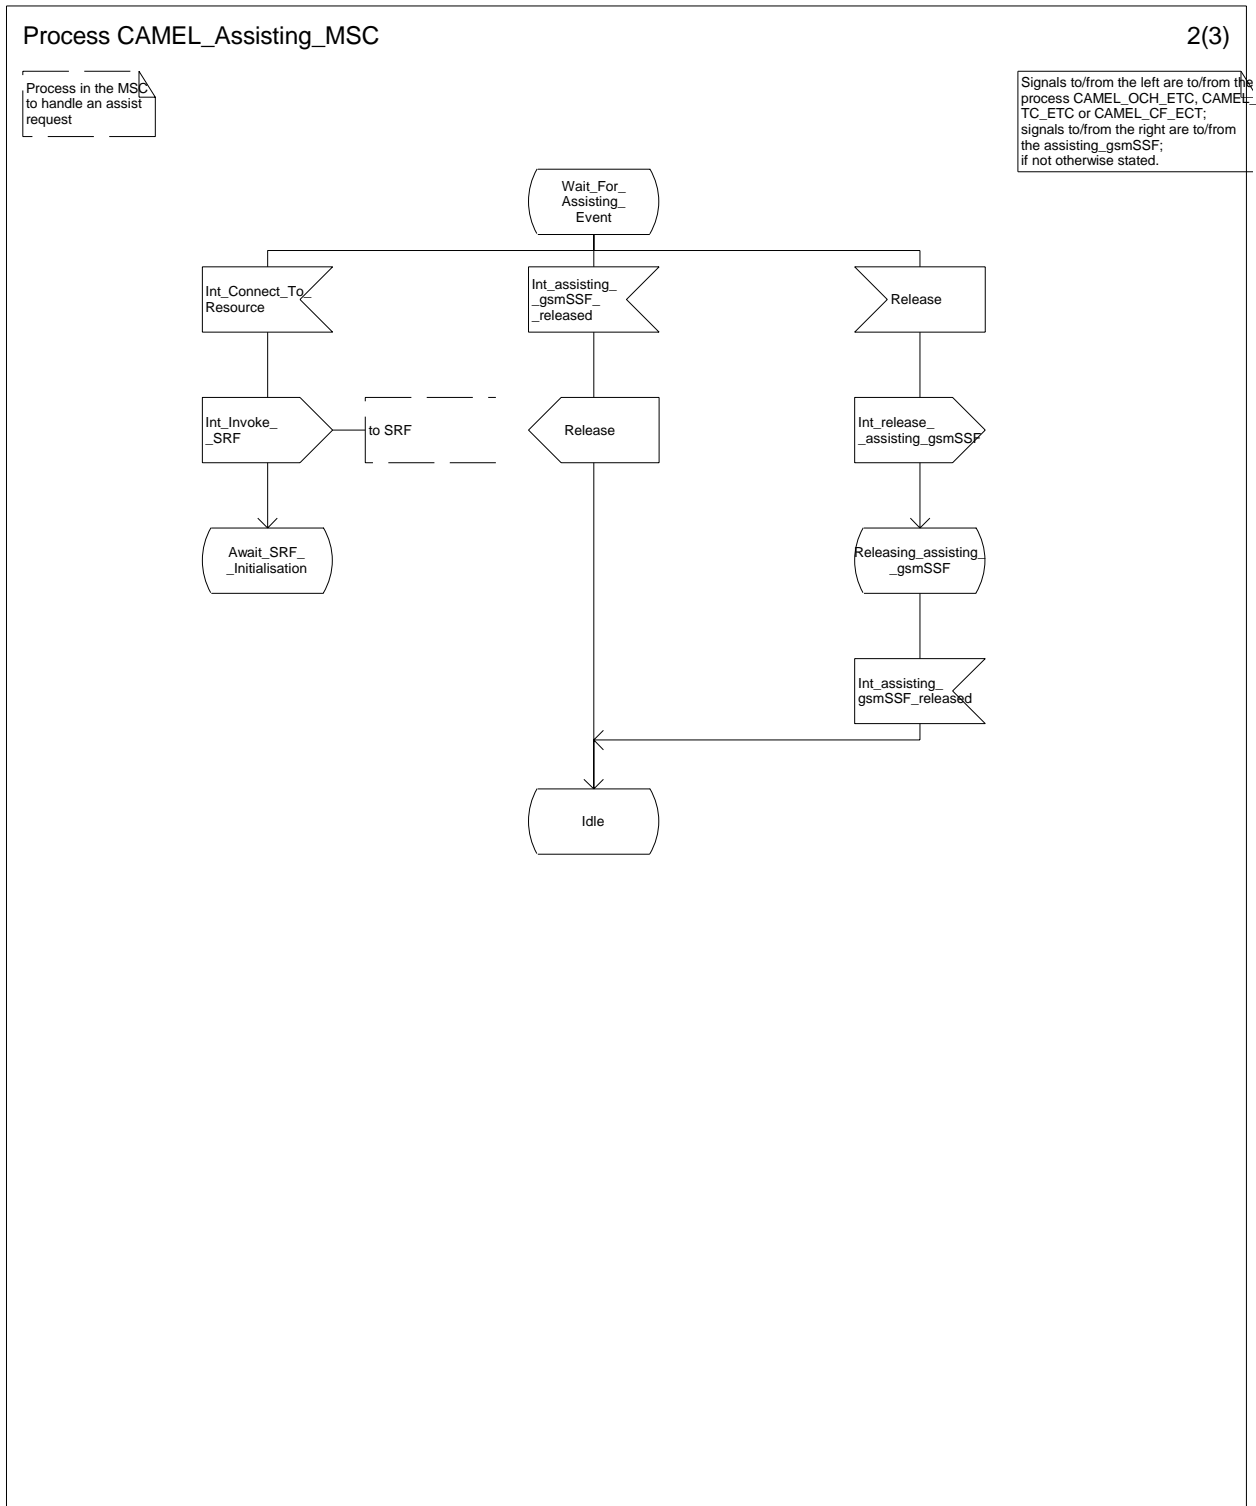 Process CAMEL_Assisting_MSC
2(3)
Process in the MSC
to handle an assist
request
Signals to/from the left are to/from the
process CAMEL_OCH_ETC, CAMEL_
TC_ETC or CAMEL_CF_ECT;
signals to/from the right are to/from
the assisting_gsmSSF;
if not otherwise stated.
Wait_For_
Assisting_
Event
Int_Connect_To_
Resource
Int_assisting_
_gsmSSF_
_released
Release
Int_Invoke_
_SRF
to SRF
Release
Int_release_
_assisting_gsmSSF
Await_SRF_
_Initialisation
Releasing_assisting_
_gsmSSF
Int_assisting_
gsmSSF_released
Idle